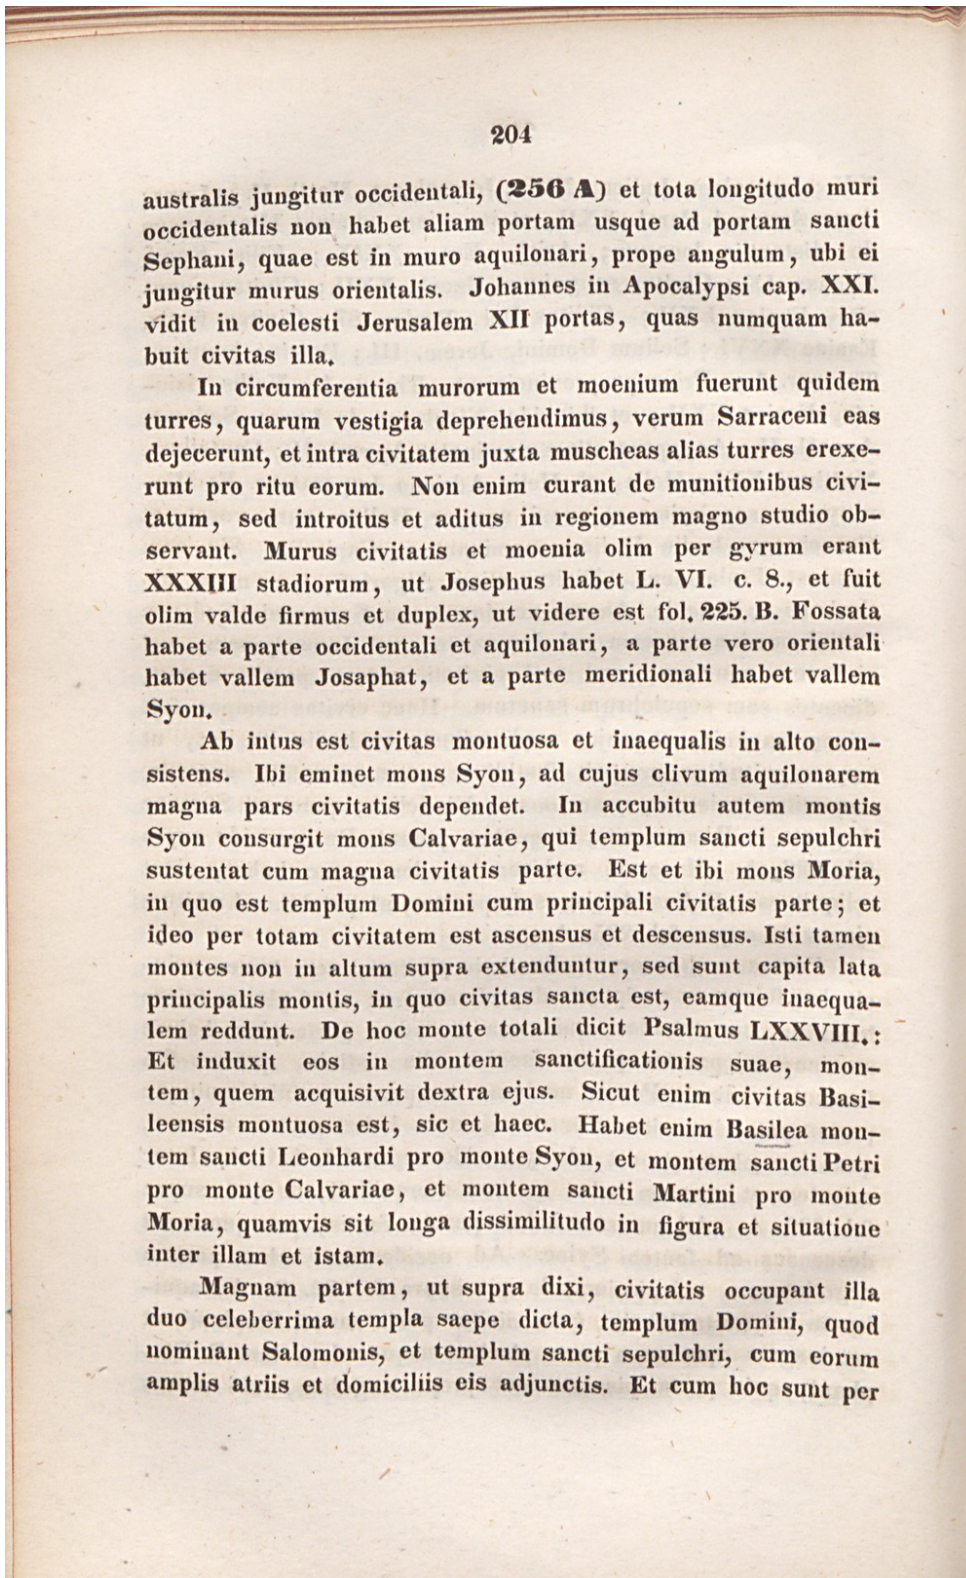 204
australis jungitur occidentali, (256 A) et tota longitudo muri
occidentalis non habet aliam portam usque ad portam sancti
Sephani, quae est in muro aquilonari, prope angulum, ubi ei
jungitur murus orientalis. Johannes in Apocalypsi cap. XXI.
vidit in coelesti Jerusalem XII portas, quas numquam ha-
buit civitas illa.
In circumferentia murorum et moenium fuerunt quidem
turres, quarum vestigia deprehendimus, verum Sarraceni eas
dejecerunt, et intra civitatem juxta muscheas alias turres erexe-
runt pro ritu eorum. Non enim curant de munitionibus civi-
tatum, sed introitus et aditus in regionem magno studio ob-
servant. Murus civitatis et moenia olim per gyrum erant
XXXIII stadiorum, ut Josephus habet L. VI. c. 8., et fuit
olim valde firmus et duplex, ut videre est fol. 225. B. Fossata
habet a parte occidentali et aquilonari, a parte vero orientali
habet vallem Josaphat, et a parte meridionali habet vallem
Syon.
Ab intus est civitas montuosa et inaequalis in alto con-
sistens. Ibi eminet mons Syon, ad cujus clivum aquilonarem
magna pars civitatis dependet. In accubitu autem montis
Syon consurgit mons Calvariae, qui templum sancti sepulchri
sustentat cum magna civitatis parte. Est et ibi mons Moria,
in quo est templum Domini cum principali civitatis parte; et
ideo per totam civitatem est ascensus et descensus. Isti tamen
montes non in altum supra extenduntur, sed sunt capita lata
principalis montis, in quo civitas sancta est, eamque inaequa-
lem reddunt. De hoc monte totali dicit Psalmus LXXVIII.:
Et induxit eos in montem sanctificationis suae, mon-
tem, quem acquisivit dextra ejus. Sicut enim civitas Basi-
leensis montuosa est, sic et haec. Habet enim Basilea mon-
tem sancti Leonhardi pro monte Syon, et montem sancti Petri
pro monte Calvariae, et montem sancti Martini pro monte
Moria, quamvis sit longa dissimilitudo in figura et situatione
inter illam et istam.
Magnam partem, ut supra dixi, civitatis occupant illa
duo celeberrima templa saepe dicta, templum Domini, quod
nominant Salomonis, et templum sancti sepulchri, cum eorum
amplis atriis et domiciliis eis adjunctis. Et cum hoc sunt per